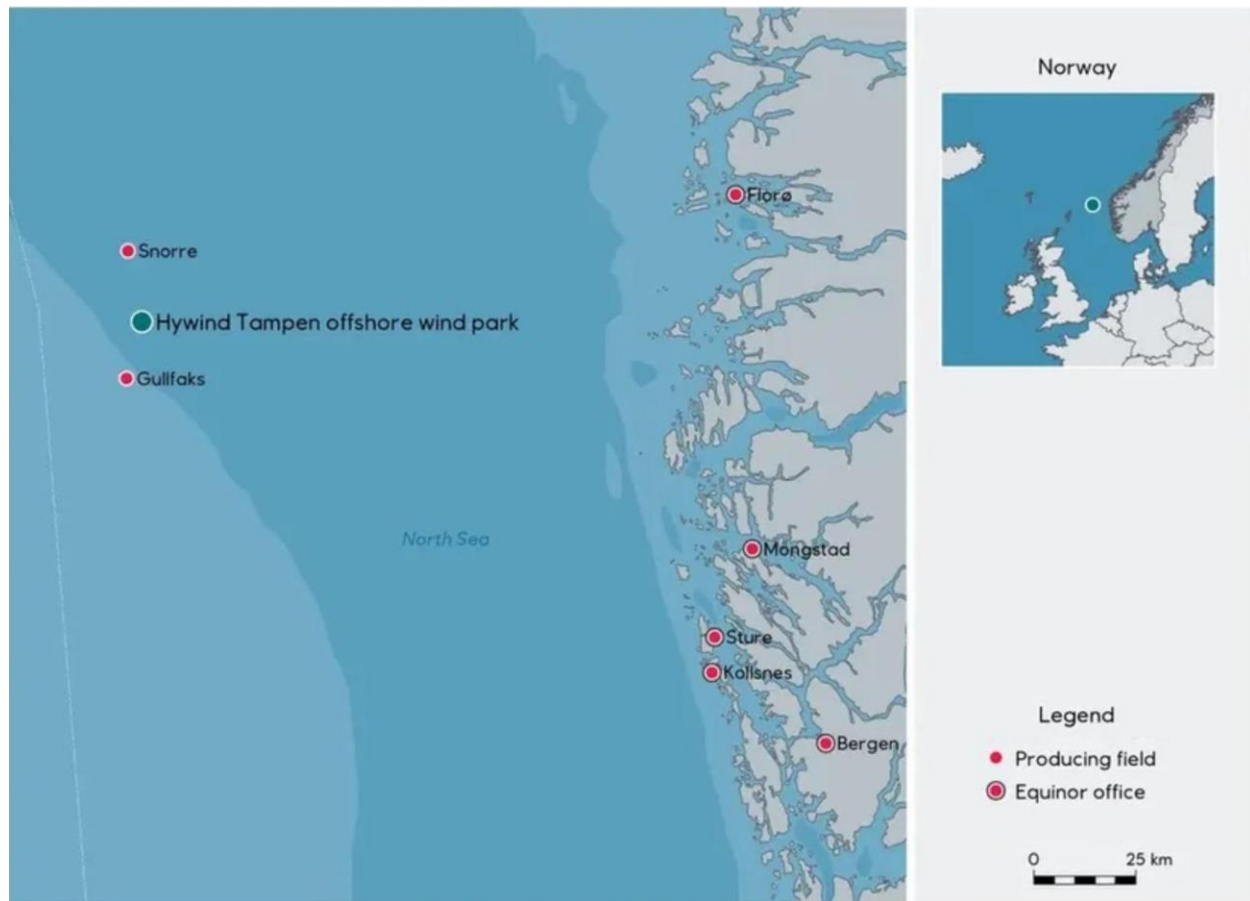 Norway
Florø
Snorre
Hywind Tampen offshore wind park
Gullfaks
North Sea
Mongstad
Sture
Kollsnes
Bergen
Legend
Producing field
Equinor office
0 25 km